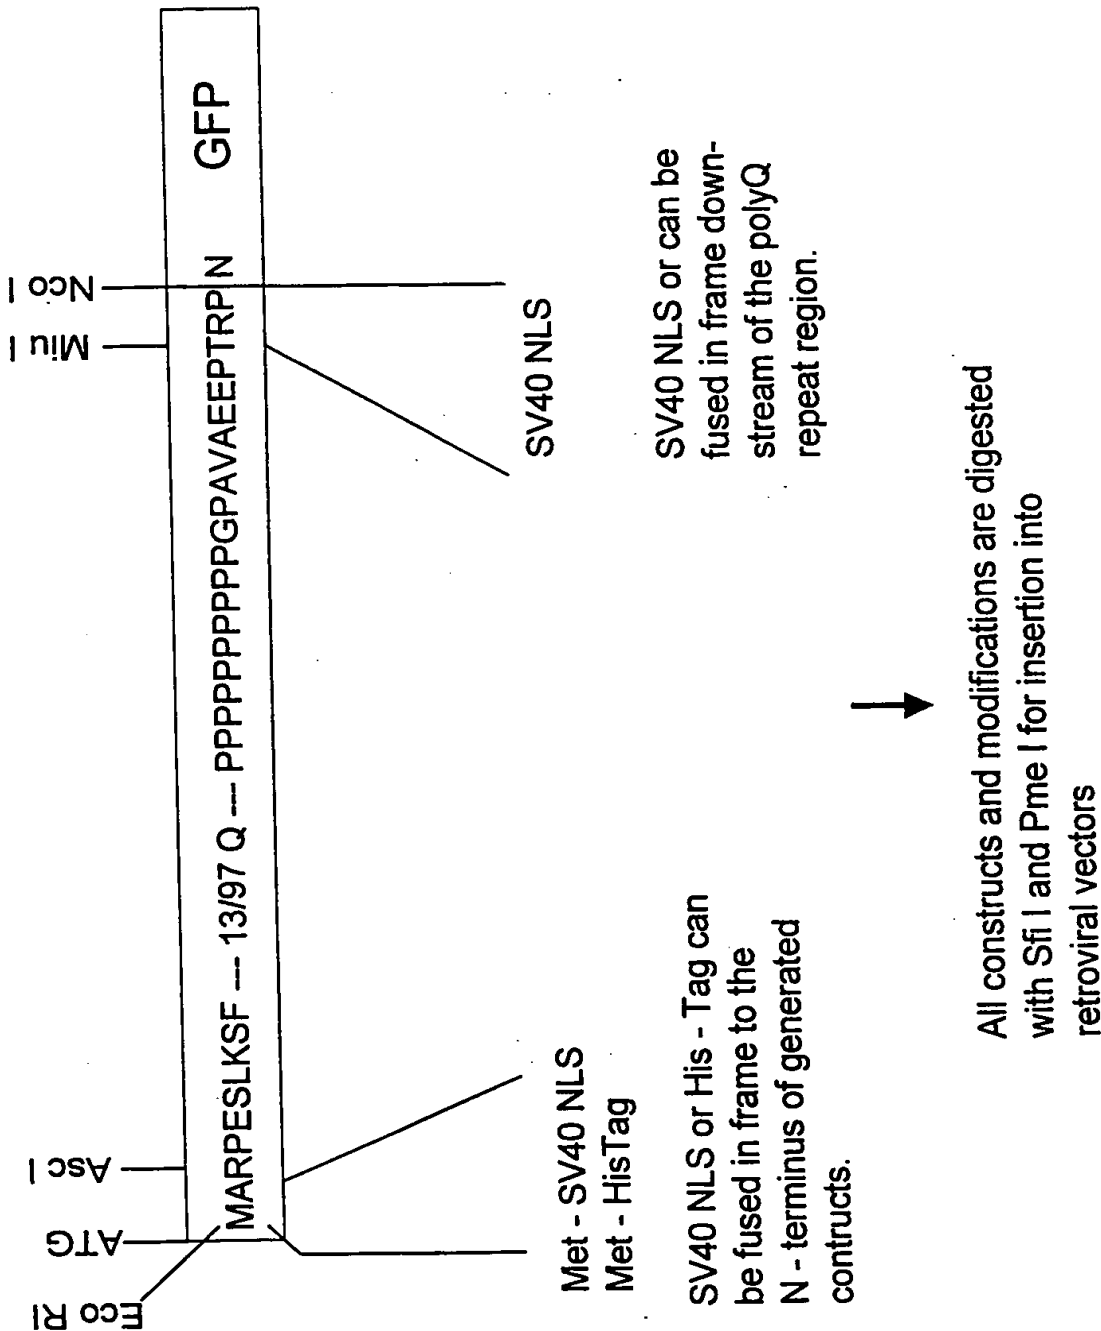 Eco RI
ATG
Asc I
Mlu I
Nco I
MARPESLKSF --- 13/97 Q --- PPPPPPPPPPGPAVAEEPTRPIN GFP
Met - SV40 NLS
Met - HisTag
SV40 NLS or His - Tag can
be fused in frame to the
N - terminus of generated
contructs.
SV40 NLS
SV40 NLS or can be
fused in frame down-
stream of the polyQ
repeat region.
All constructs and modifications are digested
with Sfi I and Pme I for insertion into
retroviral vectors